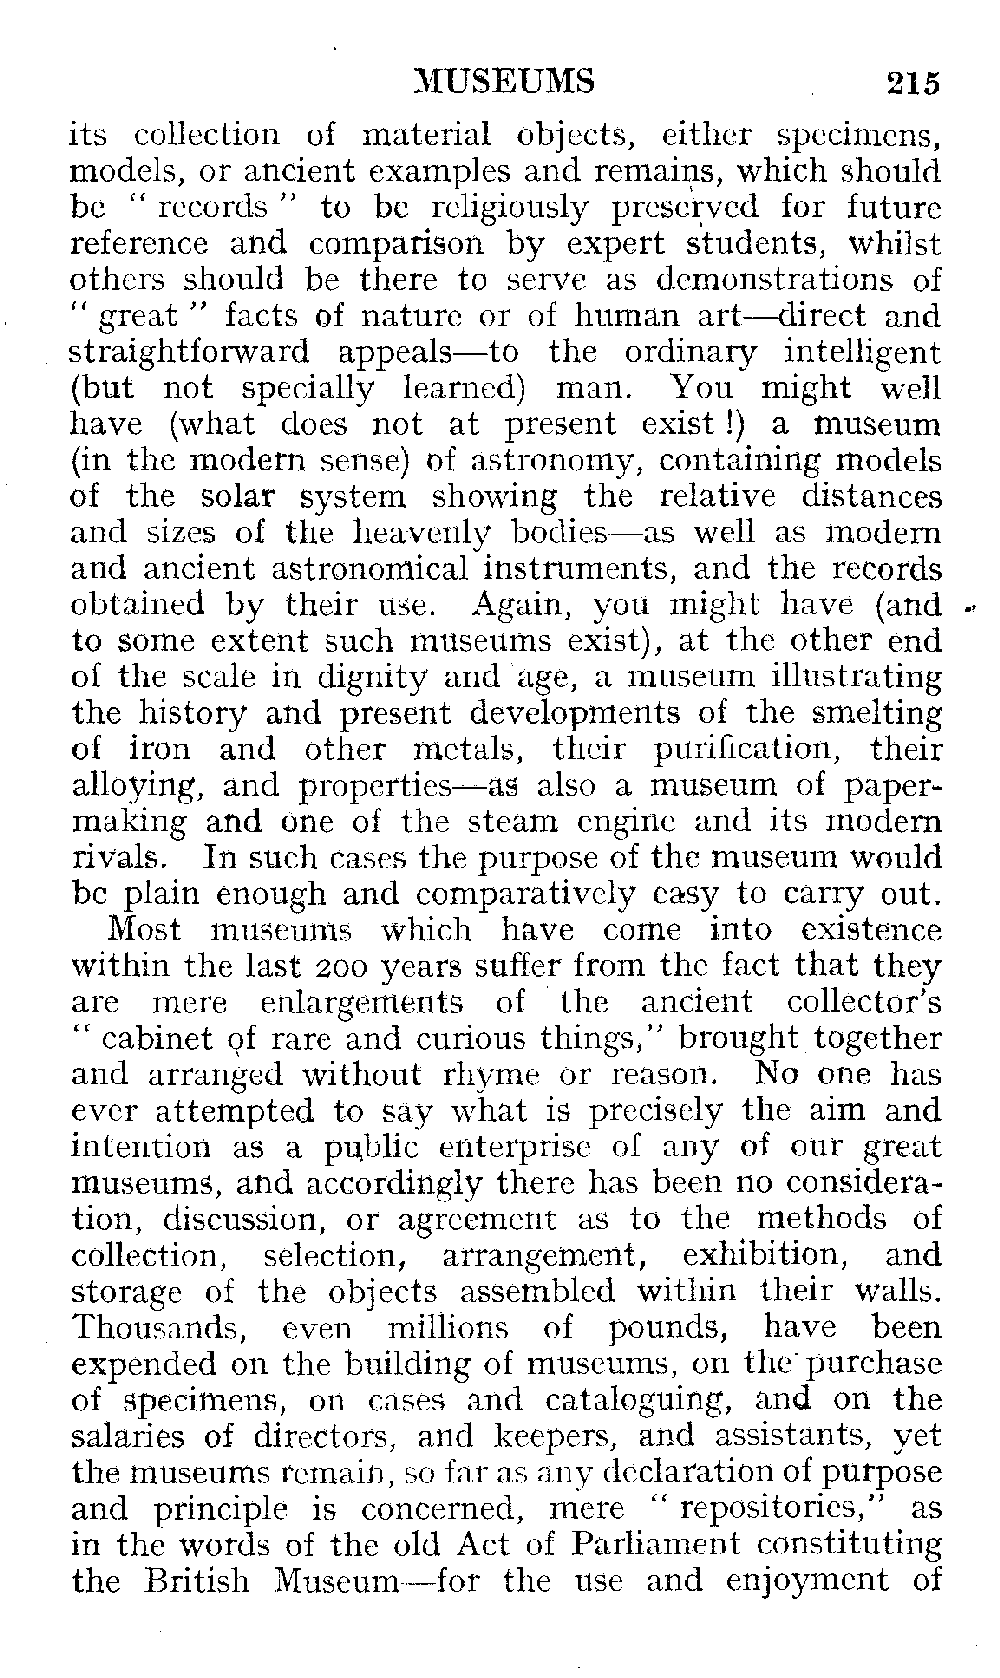 MUSEUMS 215
its collection of material objects, either specimens,
models, or ancient examples and remains, which should
be “ records ” to be religiously preserved for future
reference and comparison by expert students, whilst
others should be there to serve as demonstrations of
“ great ” facts of nature or of human art—direct and
straightforward appeals—to the ordinary intelligent
(but not specially learned) man. You might well
have (what does not at present exist !) a museum
(in the modern sense) of astronomy, containing models
of the solar system showing the relative distances
and sizes of the heavenly bodies—as well as modern
and ancient astronomical instruments, and the records
obtained by their use. Again, you might have (and
to some extent such museums exist), at the other end
of the scale in dignity and age, a museum illustrating
the history and present developments of the smelting
of iron and other metals, their purification, their
alloying, and properties—as also a museum of paper-
making and one of the steam engine and its modern
rivals. In such cases the purpose of the museum would
be plain enough and comparatively easy to carry out.
Most museums which have come into existence
within the last 200 years suffer from the fact that they
are mere enlargements of the ancient collector's
“ cabinet of rare and curious things,” brought together
and arranged without rhyme or reason. No one has
ever attempted to say what is precisely the aim and
intention as a public enterprise of any of our great
museums, and accordingly there has been no considera-
tion, discussion, or agreement as to the methods of
collection, selection, arrangement, exhibition, and
storage of the objects assembled within their walls.
Thousands, even millions of pounds, have been
expended on the building of museums, on the purchase
of specimens, on cases and cataloguing, and on the
salaries of directors, and keepers, and assistants, yet
the museums remain, so far as any declaration of purpose
and principle is concerned, mere “ repositories,” as
in the words of the old Act of Parliament constituting
the British Museum—for the use and enjoyment of